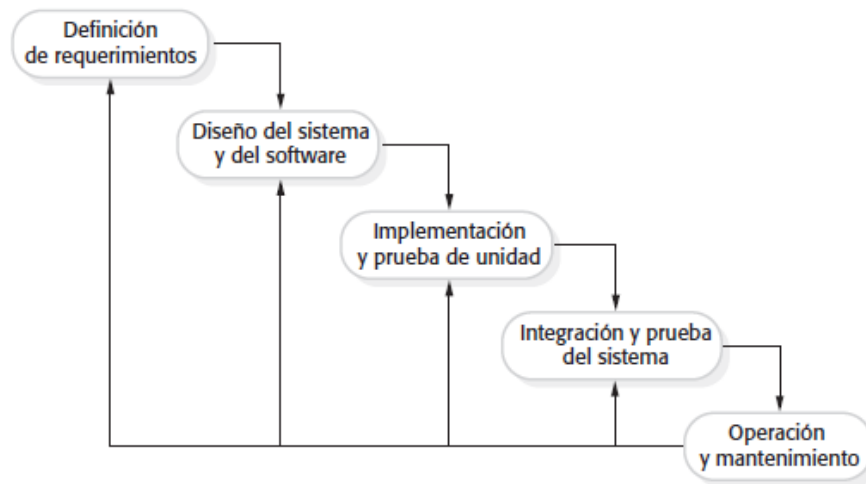 Definición
de requerimientos
Diseño del sistema
y del software
Implementación
y prueba de unidad
Integración y prueba
del sistema
Operación
y mantenimiento